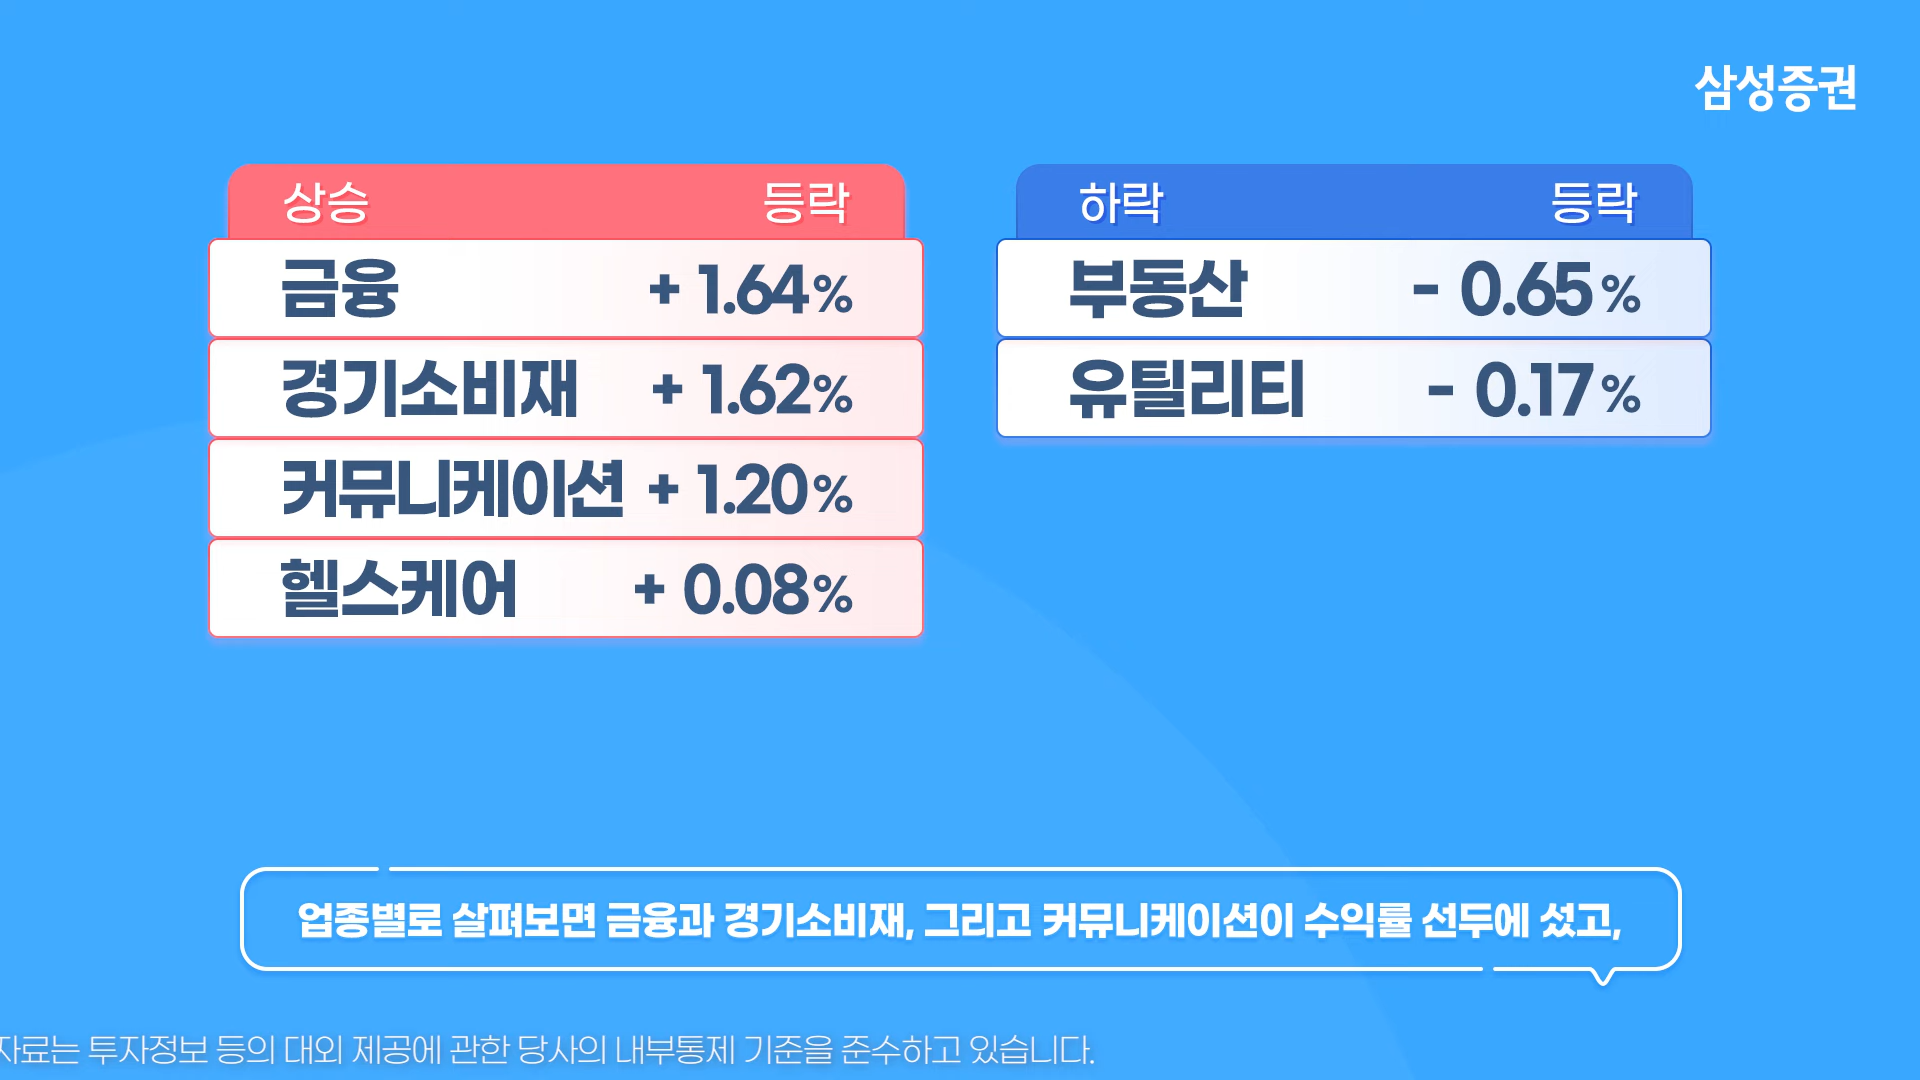 삼성증권
상승 등락
금융 + 1.64%
경기소비재 + 1.62%
커뮤니케이션 + 1.20%
헬스케어 + 0.08%
하락 등락
부동산 - 0.65%
유틸리티 - 0.17%
업종별로 살펴보면 금융과 경기소비재, 그리고 커뮤니케이션이 수익률 선두에 섰고,
자료는 투자정보 등의 대외 제공에 관한 당사의 내부통제 기준을 준수하고 있습니다.